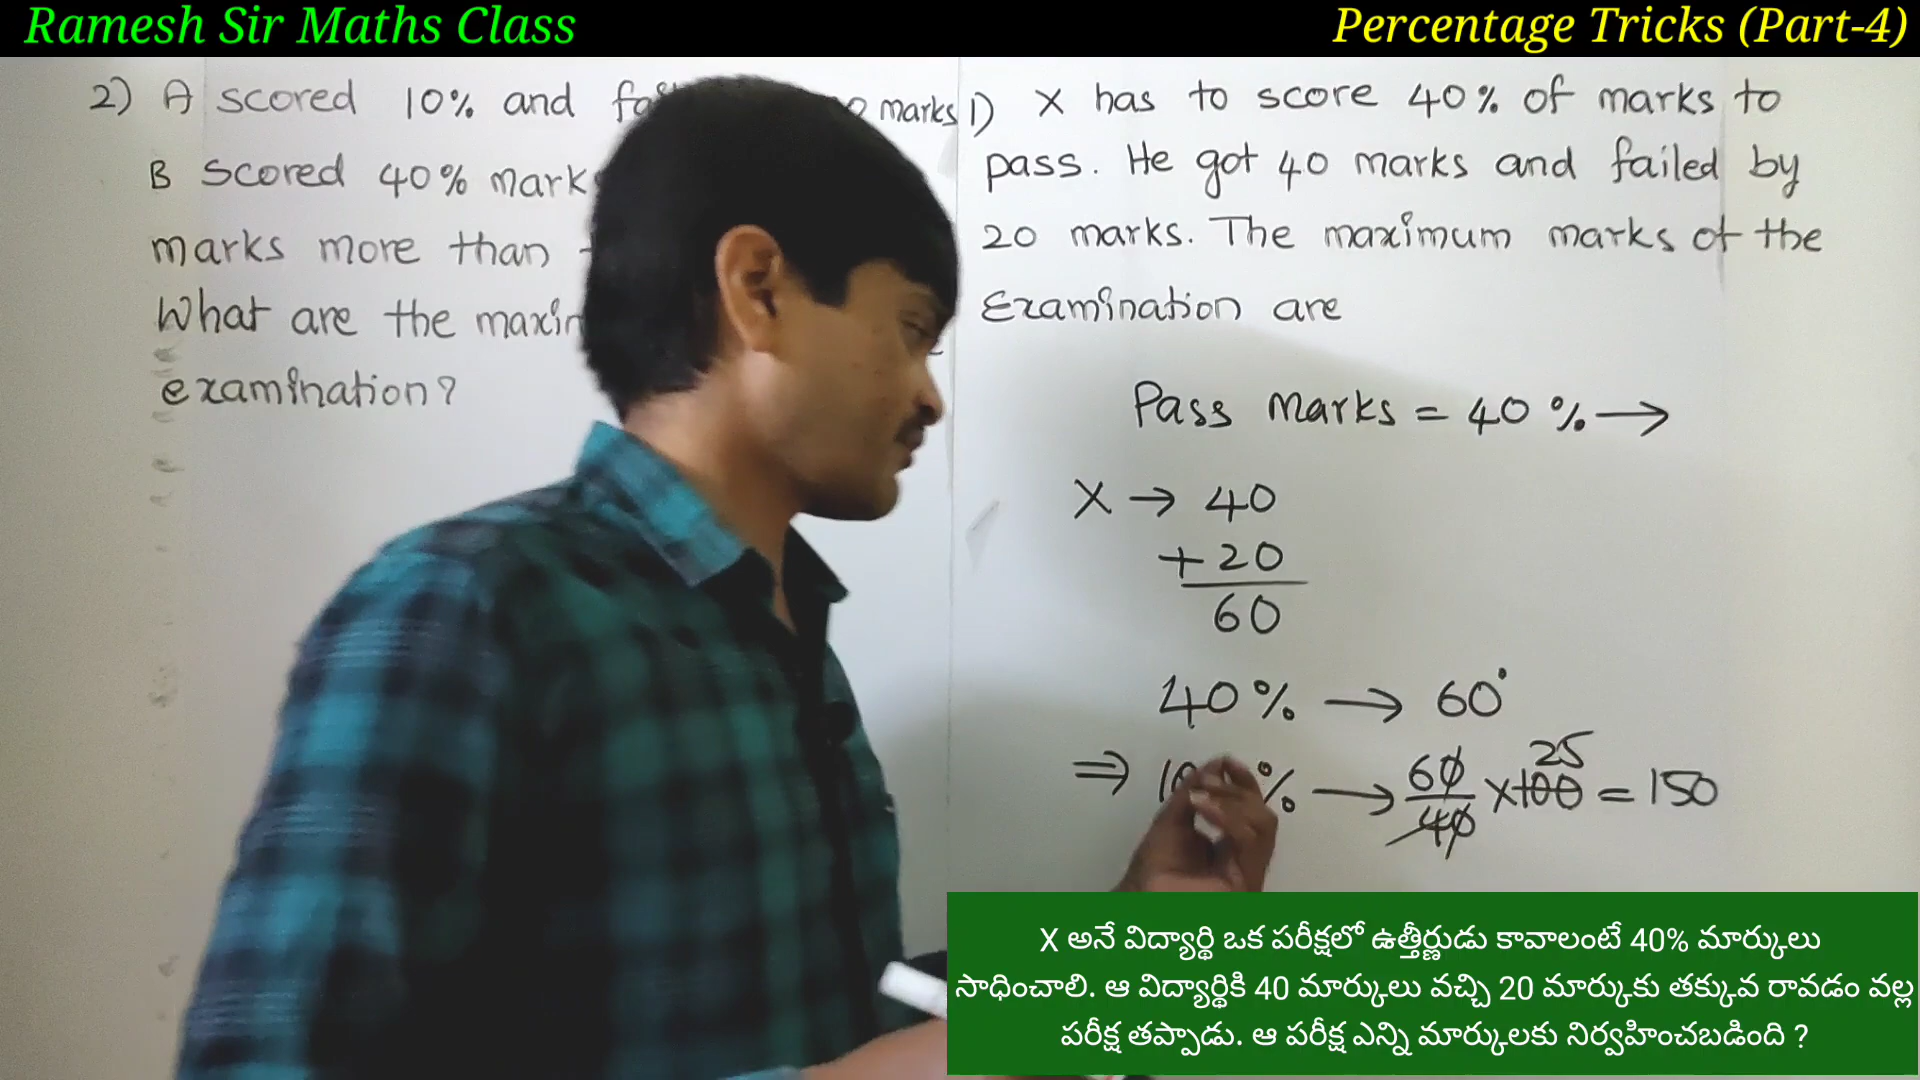 Ramesh Sir Maths Class
Percentage Tricks (Part-4)
2) A scored 10% and marks
B scored 40%
marks more than
What are the
examination?
1) X has to score 40% of marks to
pass. He got 40 marks and failed by
20 marks. The maximum marks of the
Examination are
Pass marks = 40% →
X → 40
+ 20
60
40% → 60
⇒ % → 60/40 × 100 = 150
25
X అనే విద్యార్థి ఒక పరీక్షలో ఉత్తీర్ణుడు కావాలంటే 40% మార్కులు
సాధించాలి. ఆ విద్యార్థికి 40 మార్కులు వచ్చి 20 మార్కుకు తక్కువ రావడం వల్ల
పరీక్ష తప్పాడు. ఆ పరీక్ష ఎన్ని మార్కులకు నిర్వహించబడింది ?